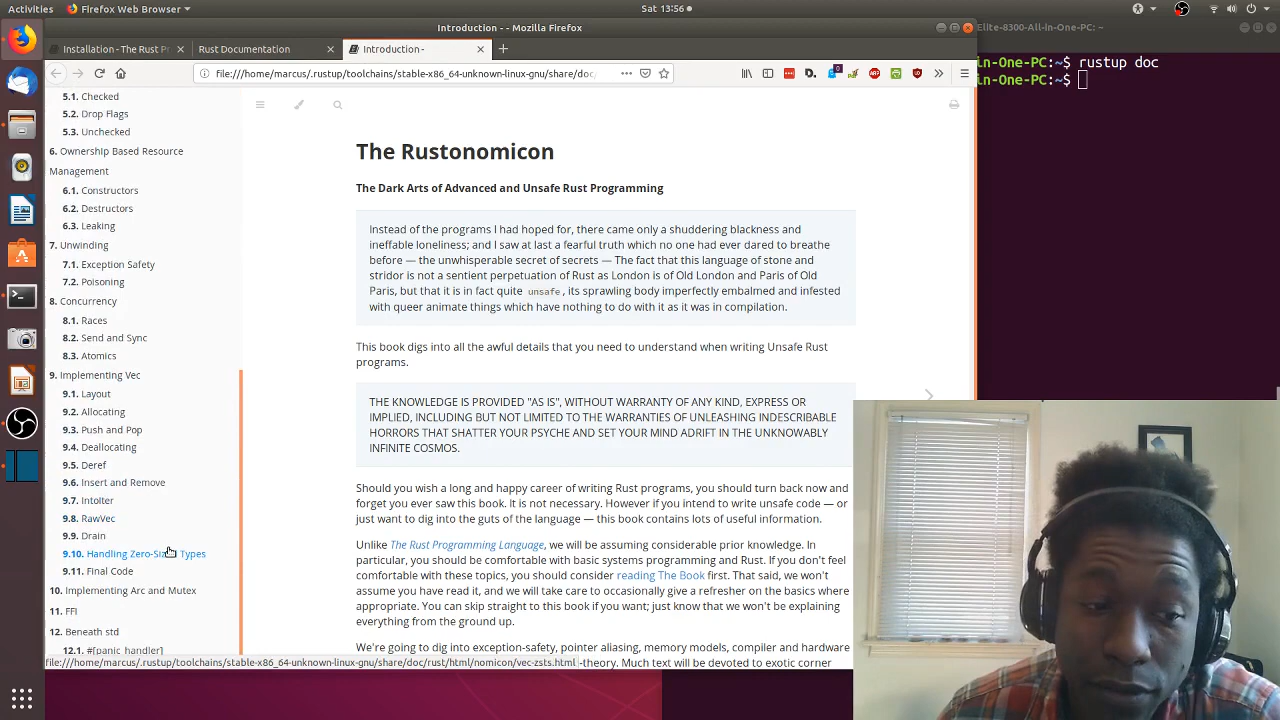 Activities
Firefox Web Browser
Sat 13:56
Introduction - - Mozilla Firefox
Elite-8300-All-in-One-PC: ~
Installation - The Rust Pr
Rust Documentation
Introduction -
file:///home/marcus/.rustup/toolchains/stable-x86_64-unknown-linux-gnu/share/doc/
in-One-PC:~$ rustup doc
in-One-PC:~$
5.1. Checked
5.2. Drop Flags
5.3. Unchecked
6. Ownership Based Resource
Management
6.1. Constructors
6.2. Destructors
6.3. Leaking
7. Unwinding
7.1. Exception Safety
7.2. Poisoning
8. Concurrency
8.1. Races
8.2. Send and Sync
8.3. Atomics
9. Implementing Vec
9.1. Layout
9.2. Allocating
9.3. Push and Pop
9.4. Deallocating
9.5. Deref
9.6. Insert and Remove
9.7. IntoIter
9.8. RawVec
9.9. Drain
9.10. Handling Zero-Sized Types
9.11. Final Code
10. Implementing Arc and Mutex
11. FFI
12. Beneath std
12.1. #[panic_handler]
The Rustonomicon
The Dark Arts of Advanced and Unsafe Rust Programming
Instead of the programs I had hoped for, there came only a shuddering blackness and
ineffable loneliness; and I saw at last a fearful truth which no one had ever dared to breathe
before — the unwhisperable secret of secrets — The fact that this language of stone and
stridor is not a sentient perpetuation of Rust as London is of Old London and Paris of Old
Paris, but that it is in fact quite unsafe, its sprawling body imperfectly embalmed and infested
with queer animate things which have nothing to do with it as it was in compilation.
This book digs into all the awful details that you need to understand when writing Unsafe Rust
programs.
THE KNOWLEDGE IS PROVIDED "AS IS", WITHOUT WARRANTY OF ANY KIND, EXPRESS OR
IMPLIED, INCLUDING BUT NOT LIMITED TO THE WARRANTIES OF UNLEASHING INDESCRIBABLE
HORRORS THAT SHATTER YOUR PSYCHE AND SET YOUR MIND ADRIFT IN THE UNKNOWABLY
INFINITE COSMOS.
Should you wish a long and happy career of writing Rust programs, you should turn back now and
forget you ever saw this book. It is not necessary. However if you intend to write unsafe code — or
just want to dig into the guts of the language — this book contains lots of useful information.
Unlike The Rust Programming Language, we will be assuming considerable prior knowledge. In
particular, you should be comfortable with basic systems programming and Rust. If you don't feel
comfortable with these topics, you should consider reading The Book first. That said, we won't
assume you have read it, and we will take care to occasionally give a refresher on the basics where
appropriate. You can skip straight to this book if you want; just know that we won't be explaining
everything from the ground up.
We're going to dig into exception-safety, pointer aliasing, memory models, compiler and hardware
-theory. Much text will be devoted to exotic corner
file:///home/marcus/.rustup/toolchains/stable-x86_64-unknown-linux-gnu/share/doc/rust/html/nomicon/vec-zsts.html